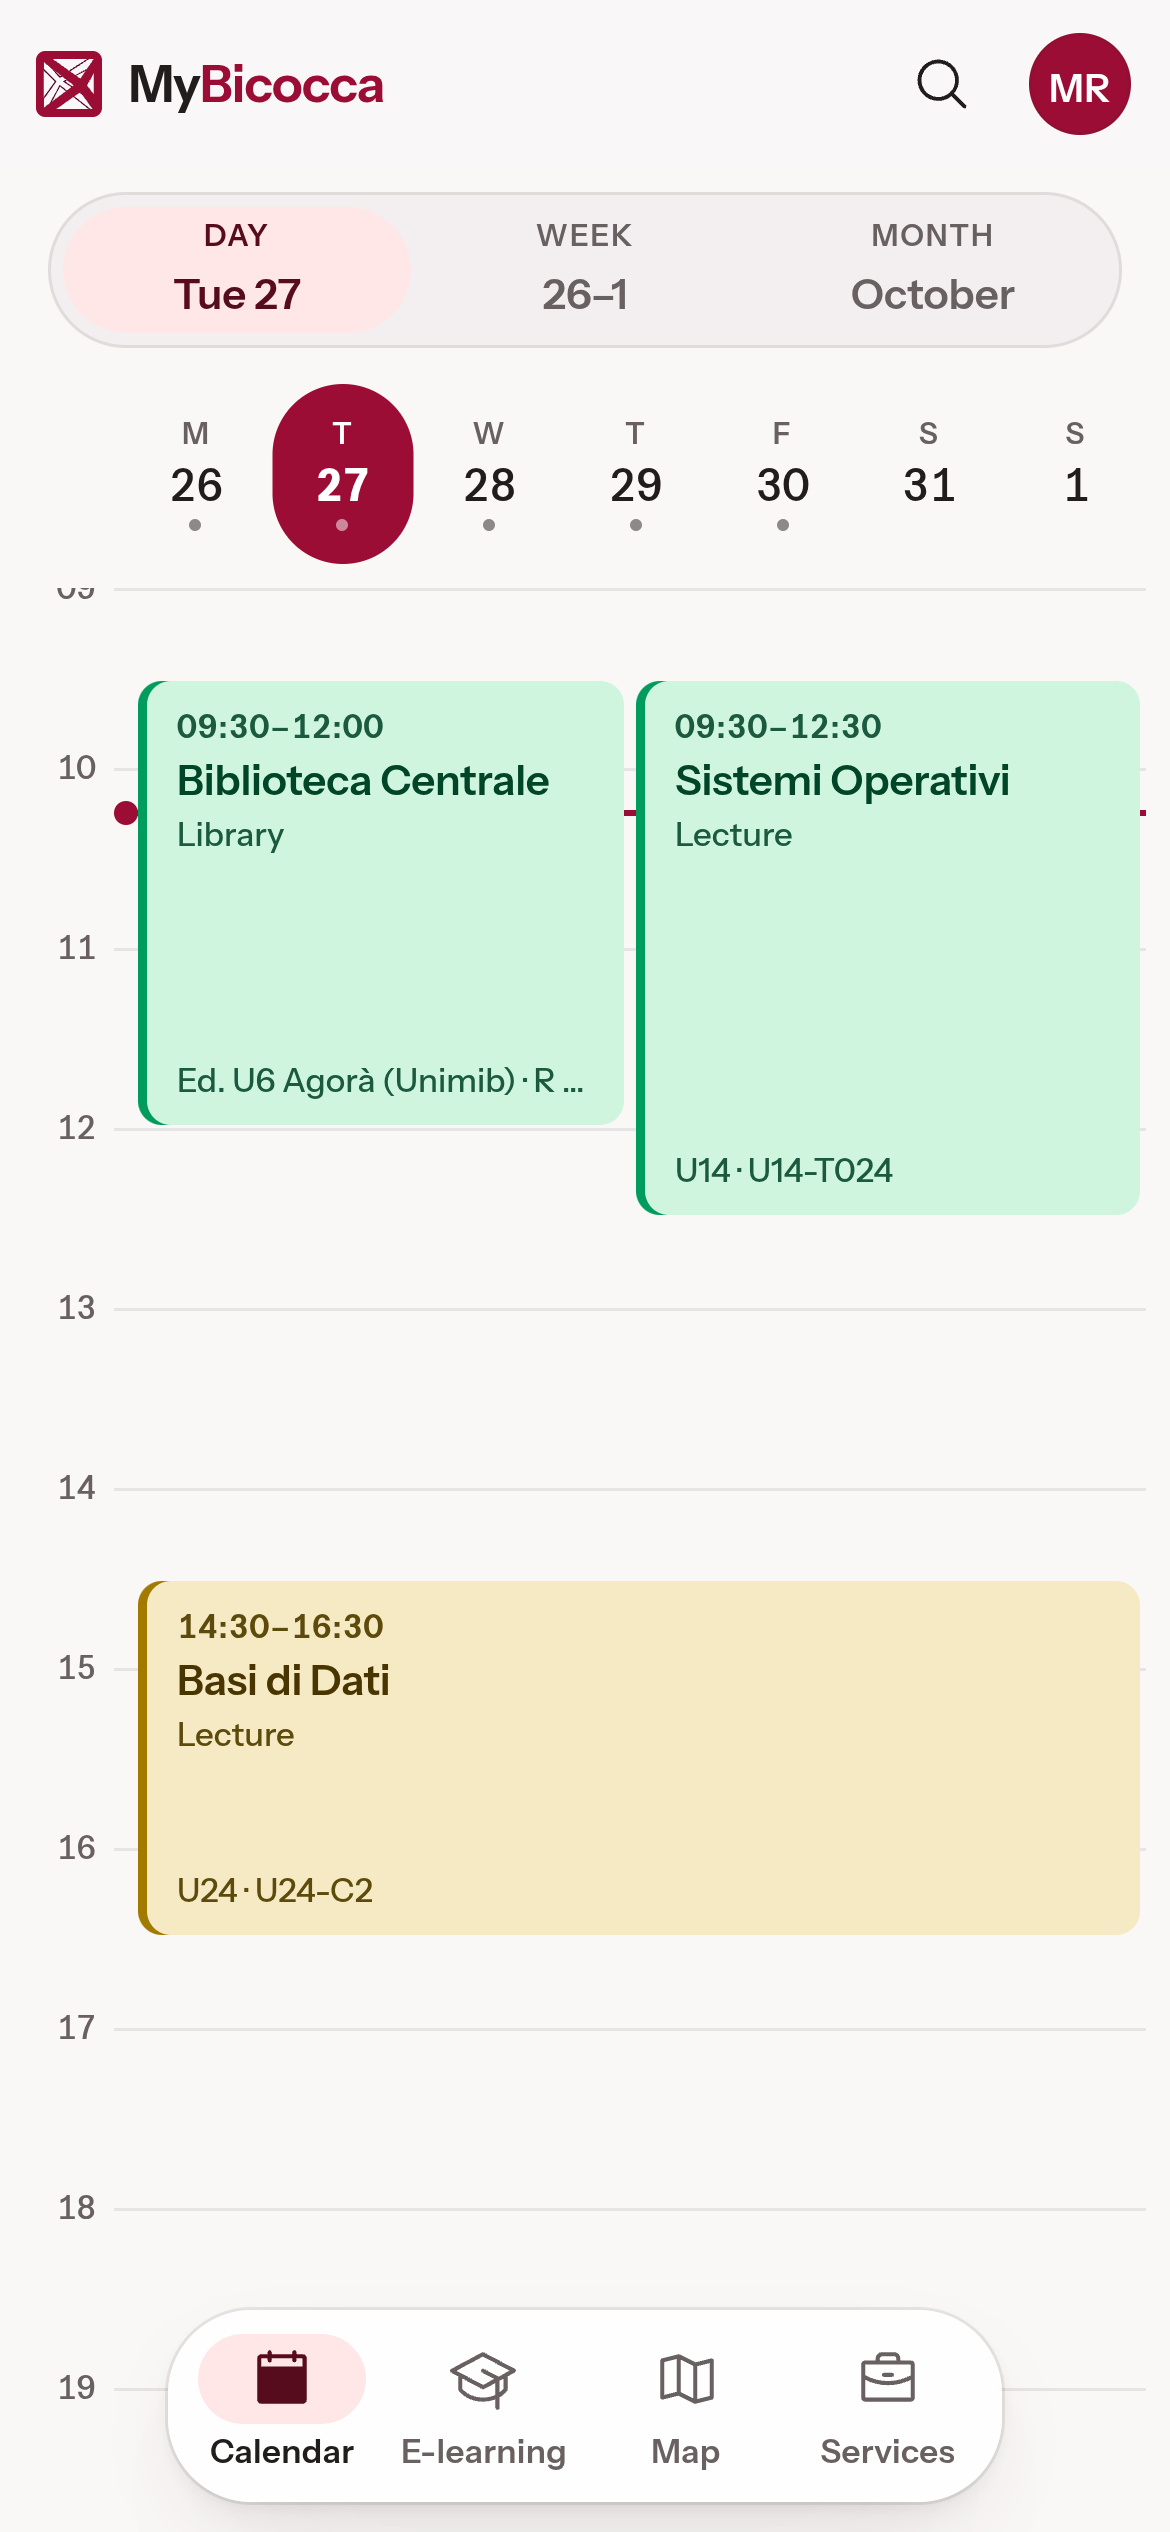 MyBicocca
MR
DAY
Tue 27
WEEK
26–1
MONTH
October
M
26
T
27
W
28
T
29
F
30
S
31
S
1
09
09:30–12:00
Biblioteca Centrale
Library
Ed. U6 Agorà (Unimib) · R ...
09:30–12:30
Sistemi Operativi
Lecture
U14 · U14-T024
10
11
12
13
14
14:30–16:30
Basi di Dati
Lecture
U24 · U24-C2
15
16
17
18
19
Calendar
E-learning
Map
Services